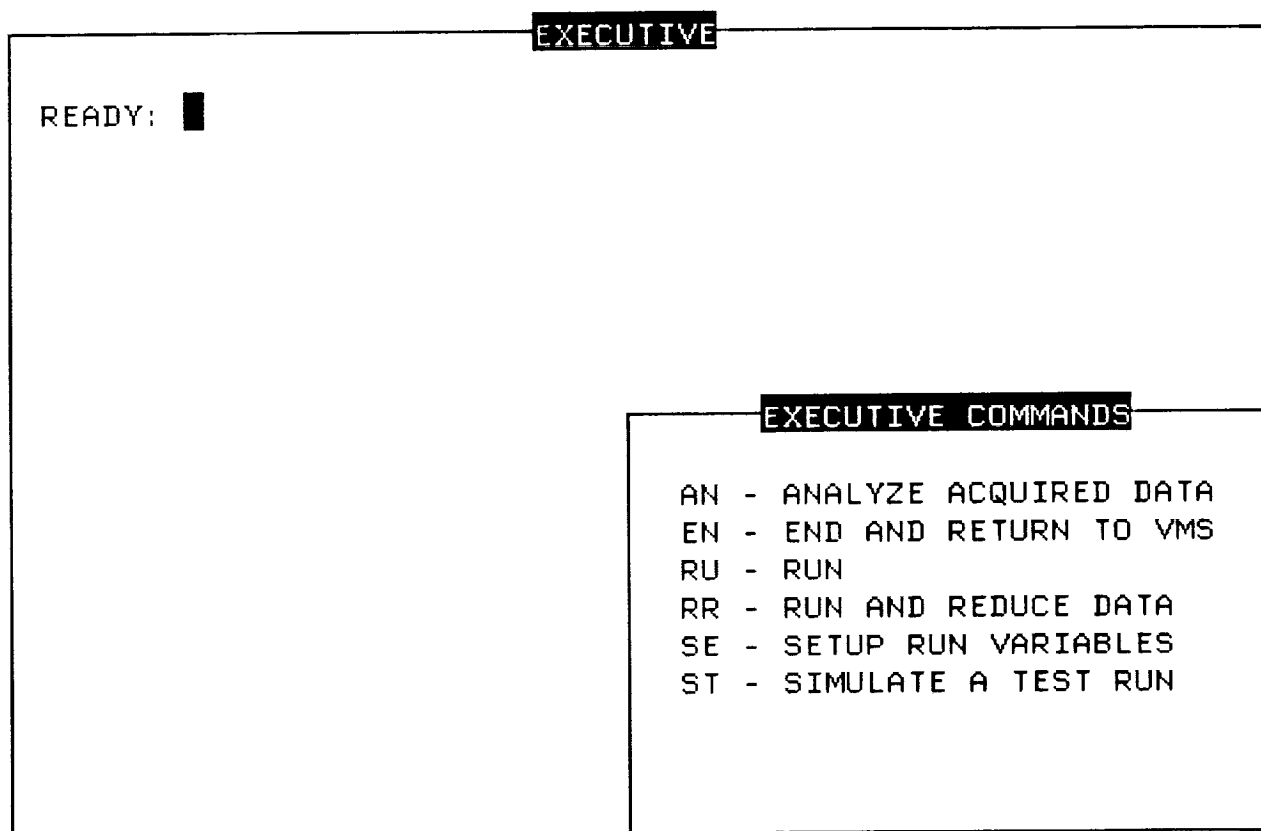 EXECUTIVE
READY:
EXECUTIVE COMMANDS
AN - ANALYZE ACQUIRED DATA
EN - END AND RETURN TO VMS
RU - RUN
RR - RUN AND REDUCE DATA
SE - SETUP RUN VARIABLES
ST - SIMULATE A TEST RUN